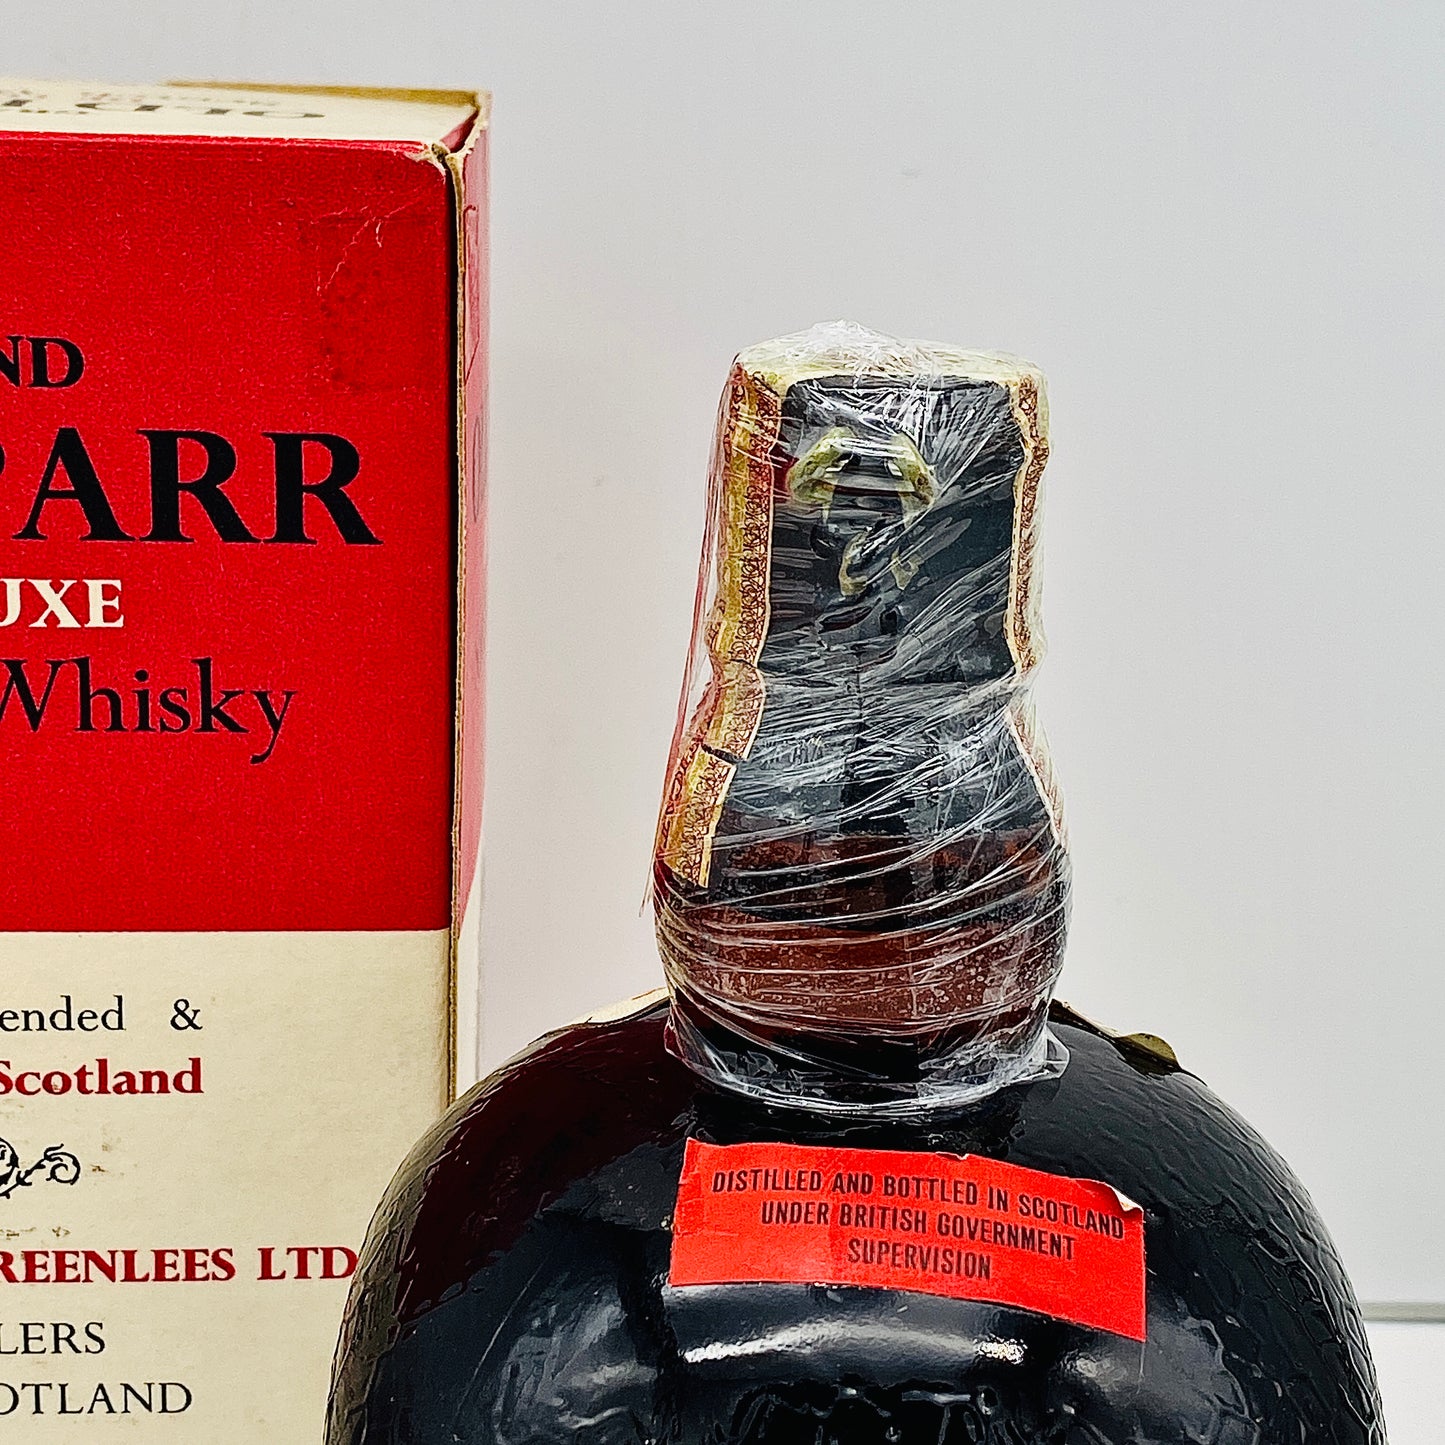 ND
PARR
UXE
Whisky
ended &
Scotland
REENLEES LTD
LERS
OTLAND
DISTILLED AND BOTTLED IN SCOTLAND
UNDER BRITISH GOVERNMENT
SUPERVISION